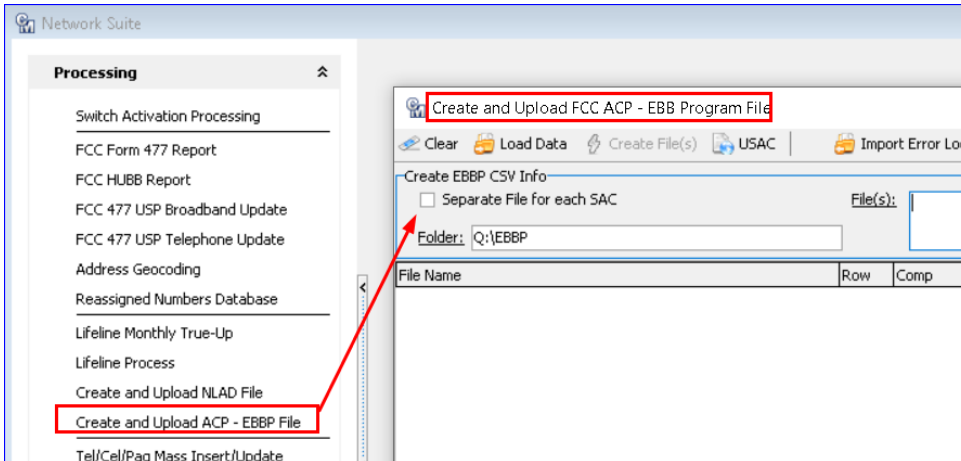 Network Suite
Processing
Switch Activation Processing
FCC Form 477 Report
FCC HUBB Report
FCC 477 USP Broadband Update
FCC 477 USP Telephone Update
Address Geocoding
Reassigned Numbers Database
Lifeline Monthly True-Up
Lifeline Process
Create and Upload NLAD File
Create and Upload ACP - EBBP File
Tel/Cel/Pag Mass Insert/Update
Create and Upload FCC ACP - EBB Program File
Clear Load Data Create File(s) USAC Import Error Lo
Create EBBP CSV Info
Separate File for each SAC File(s):
Folder: Q:\EBBP
File Name Row Comp